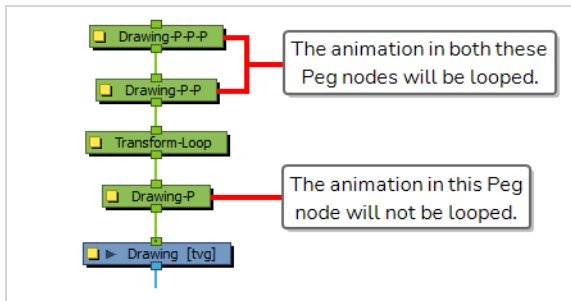 Drawing-P-P-P
The animation in both these
Peg nodes will be looped.
Drawing-P-P
Transform-Loop
The animation in this Peg
node will not be looped.
Drawing-P
Drawing [tvg]